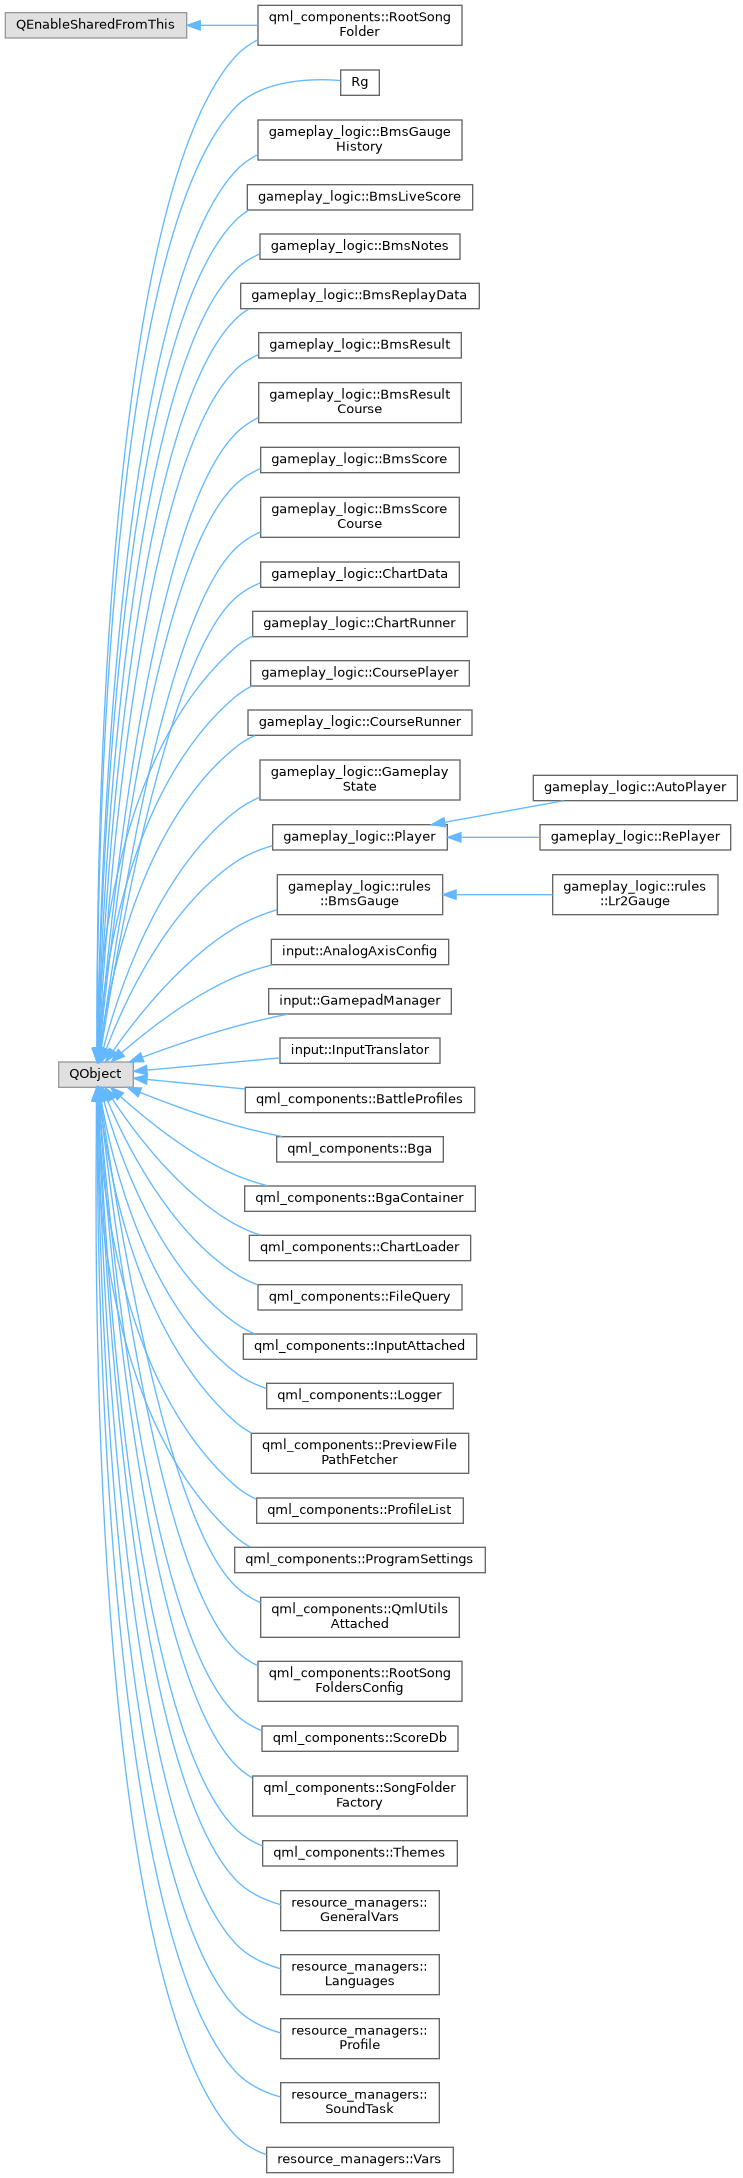 QEnableSharedFromThis
qml_components::RootSong
Folder
Rg
gameplay_logic::BmsGauge
History
gameplay_logic::BmsLiveScore
gameplay_logic::BmsNotes
gameplay_logic::BmsReplayData
gameplay_logic::BmsResult
gameplay_logic::BmsResult
Course
gameplay_logic::BmsScore
gameplay_logic::BmsScore
Course
gameplay_logic::ChartData
gameplay_logic::ChartRunner
gameplay_logic::CoursePlayer
gameplay_logic::CourseRunner
gameplay_logic::Gameplay
State
gameplay_logic::AutoPlayer
gameplay_logic::Player
gameplay_logic::RePlayer
gameplay_logic::rules
::BmsGauge
gameplay_logic::rules
::Lr2Gauge
input::AnalogAxisConfig
input::GamepadManager
input::InputTranslator
QObject
qml_components::BattleProfiles
qml_components::Bga
qml_components::BgaContainer
qml_components::ChartLoader
qml_components::FileQuery
qml_components::InputAttached
qml_components::Logger
qml_components::PreviewFile
PathFetcher
qml_components::ProfileList
qml_components::ProgramSettings
qml_components::QmlUtils
Attached
qml_components::RootSong
FoldersConfig
qml_components::ScoreDb
qml_components::SongFolder
Factory
qml_components::Themes
resource_managers::
GeneralVars
resource_managers::
Languages
resource_managers::
Profile
resource_managers::
SoundTask
resource_managers::Vars